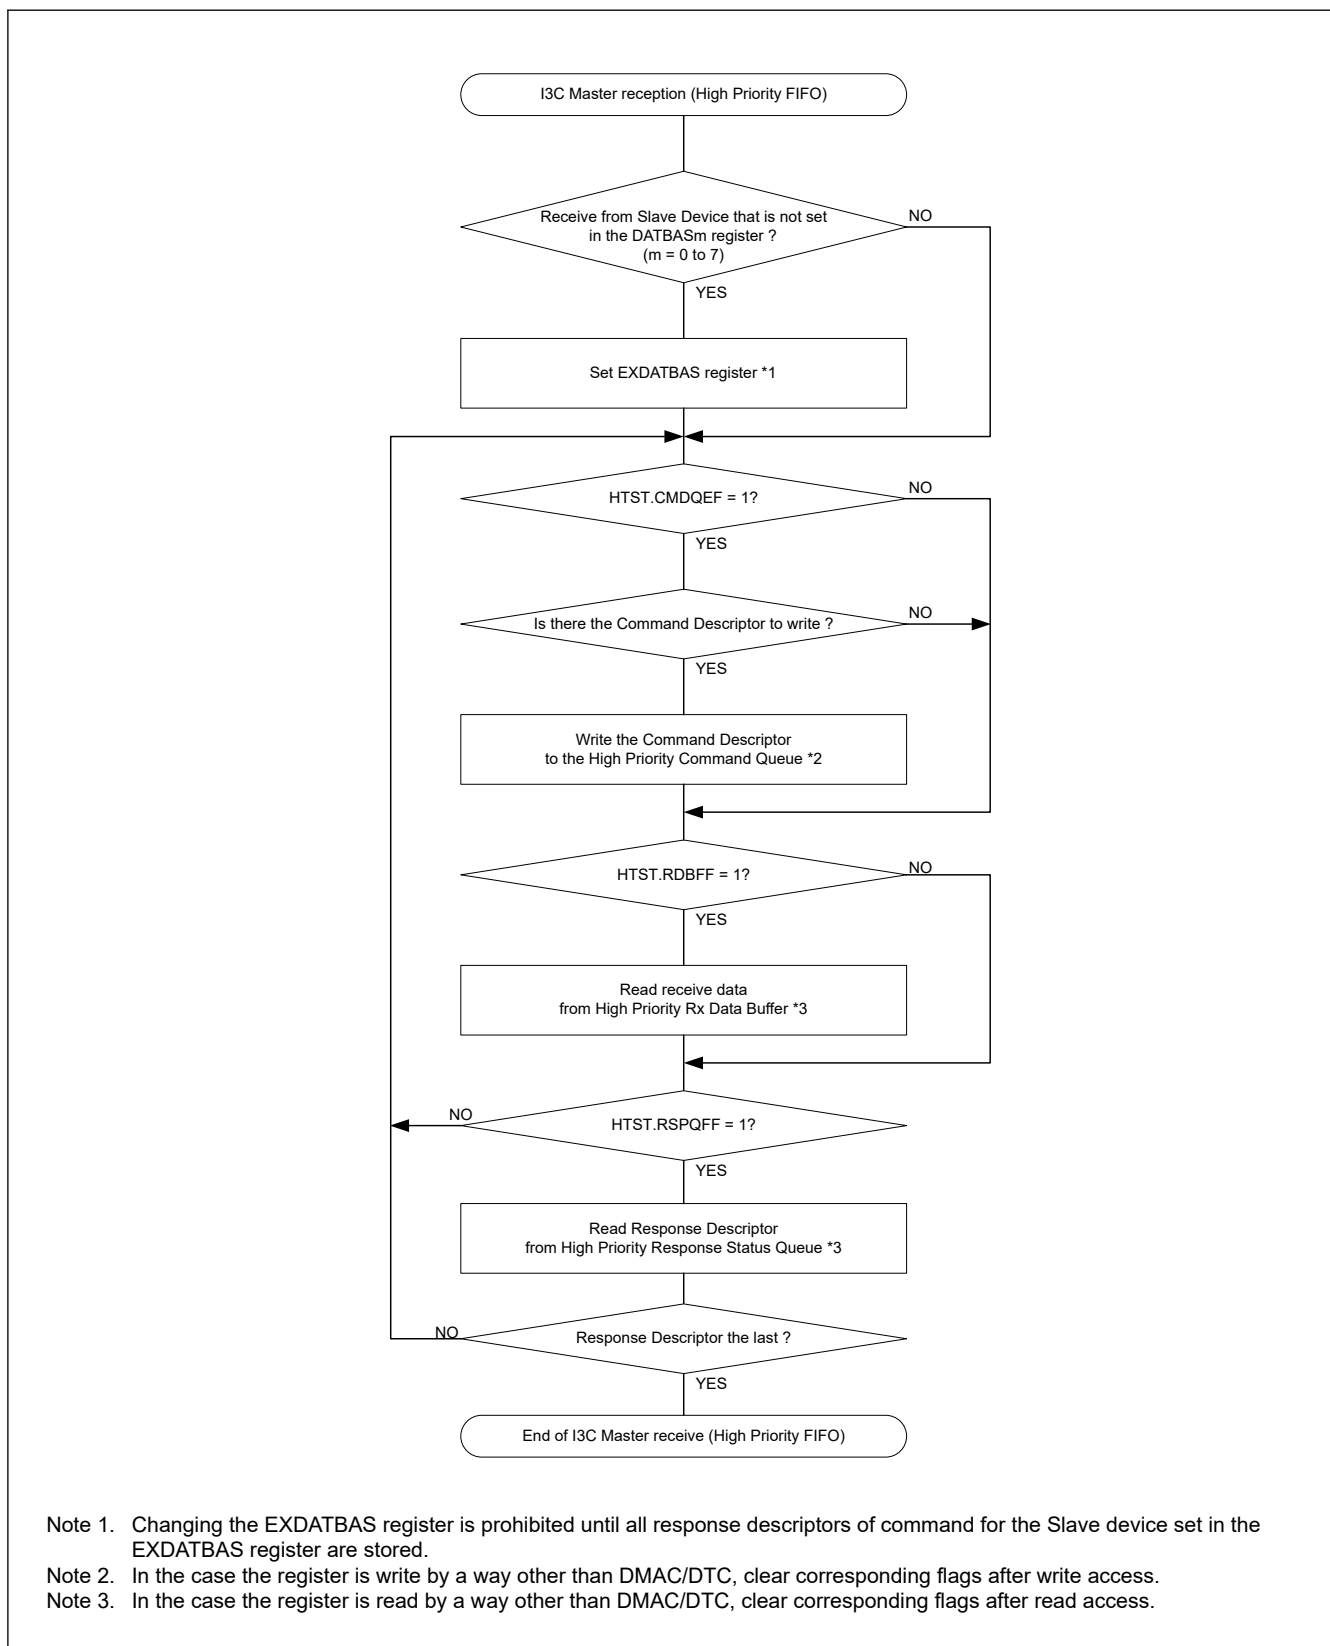 I3C Master reception (High Priority FIFO)
Receive from Slave Device that is not set
in the DATBASm register ?
(m = 0 to 7)
NO
YES
Set EXDATBAS register *1
HTST.CMDQEF = 1?
NO
YES
Is there the Command Descriptor to write ?
NO
YES
Write the Command Descriptor
to the High Priority Command Queue *2
HTST.RDBFF = 1?
NO
YES
Read receive data
from High Priority Rx Data Buffer *3
NO
HTST.RSPQFF = 1?
YES
Read Response Descriptor
from High Priority Response Status Queue *3
NO
Response Descriptor the last ?
YES
End of I3C Master receive (High Priority FIFO)
Note 1. Changing the EXDATBAS register is prohibited until all response descriptors of command for the Slave device set in the
EXDATBAS register are stored.
Note 2. In the case the register is write by a way other than DMAC/DTC, clear corresponding flags after write access.
Note 3. In the case the register is read by a way other than DMAC/DTC, clear corresponding flags after read access.